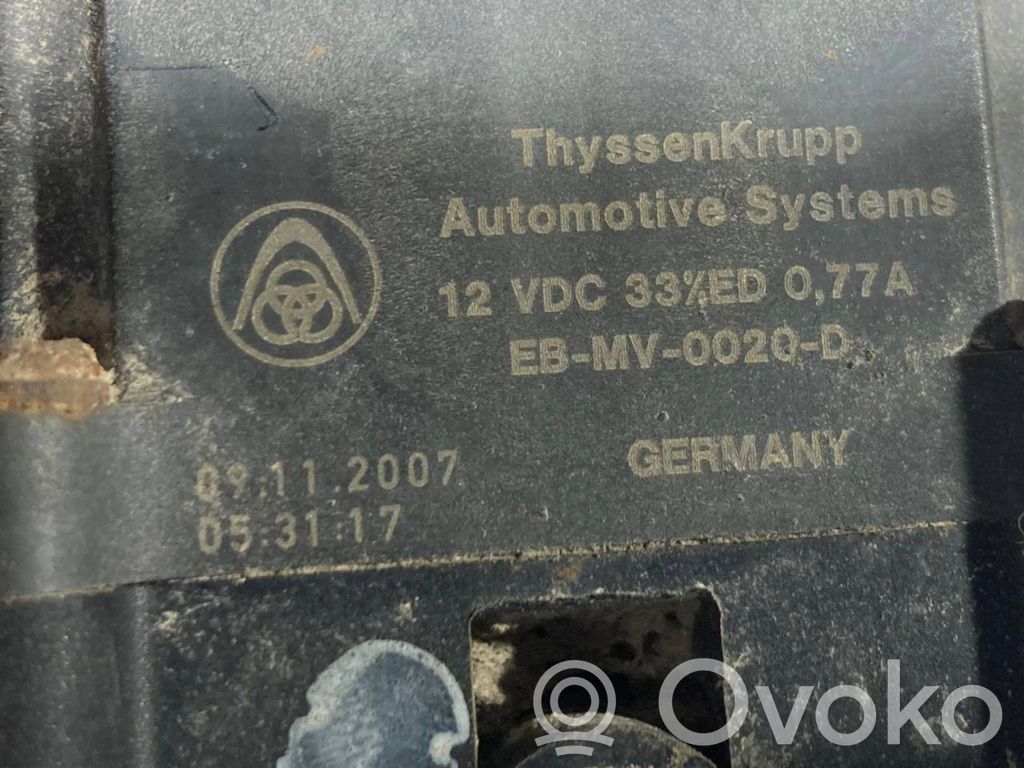 ThyssenKrupp
Automotive Systems
12 VDC 33%ED 0,77A
EB-MV-0020-D
GERMANY
09.11.2007
05:31:17
Ovoko